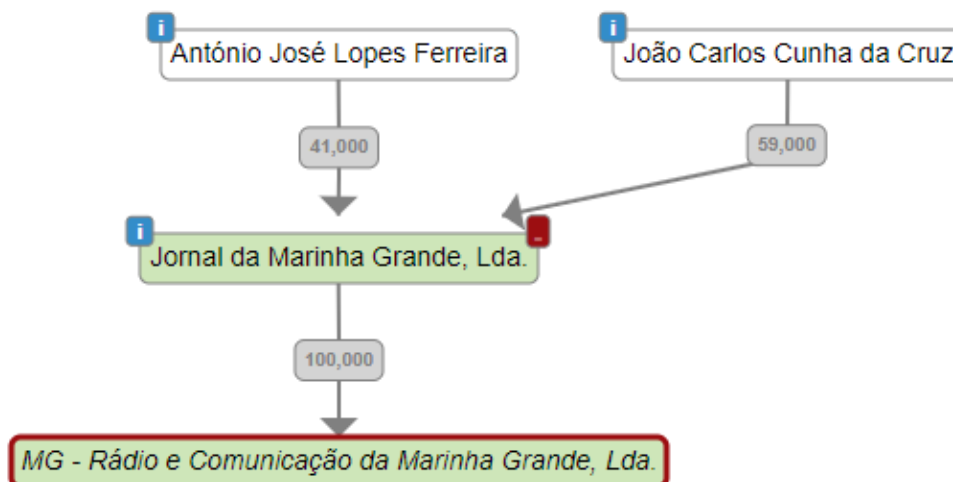 i
i
António José Lopes Ferreira
João Carlos Cunha da Cruz
41,000
59,000
i
-
Jornal da Marinha Grande, Lda.
100,000
MG - Rádio e Comunicação da Marinha Grande, Lda.